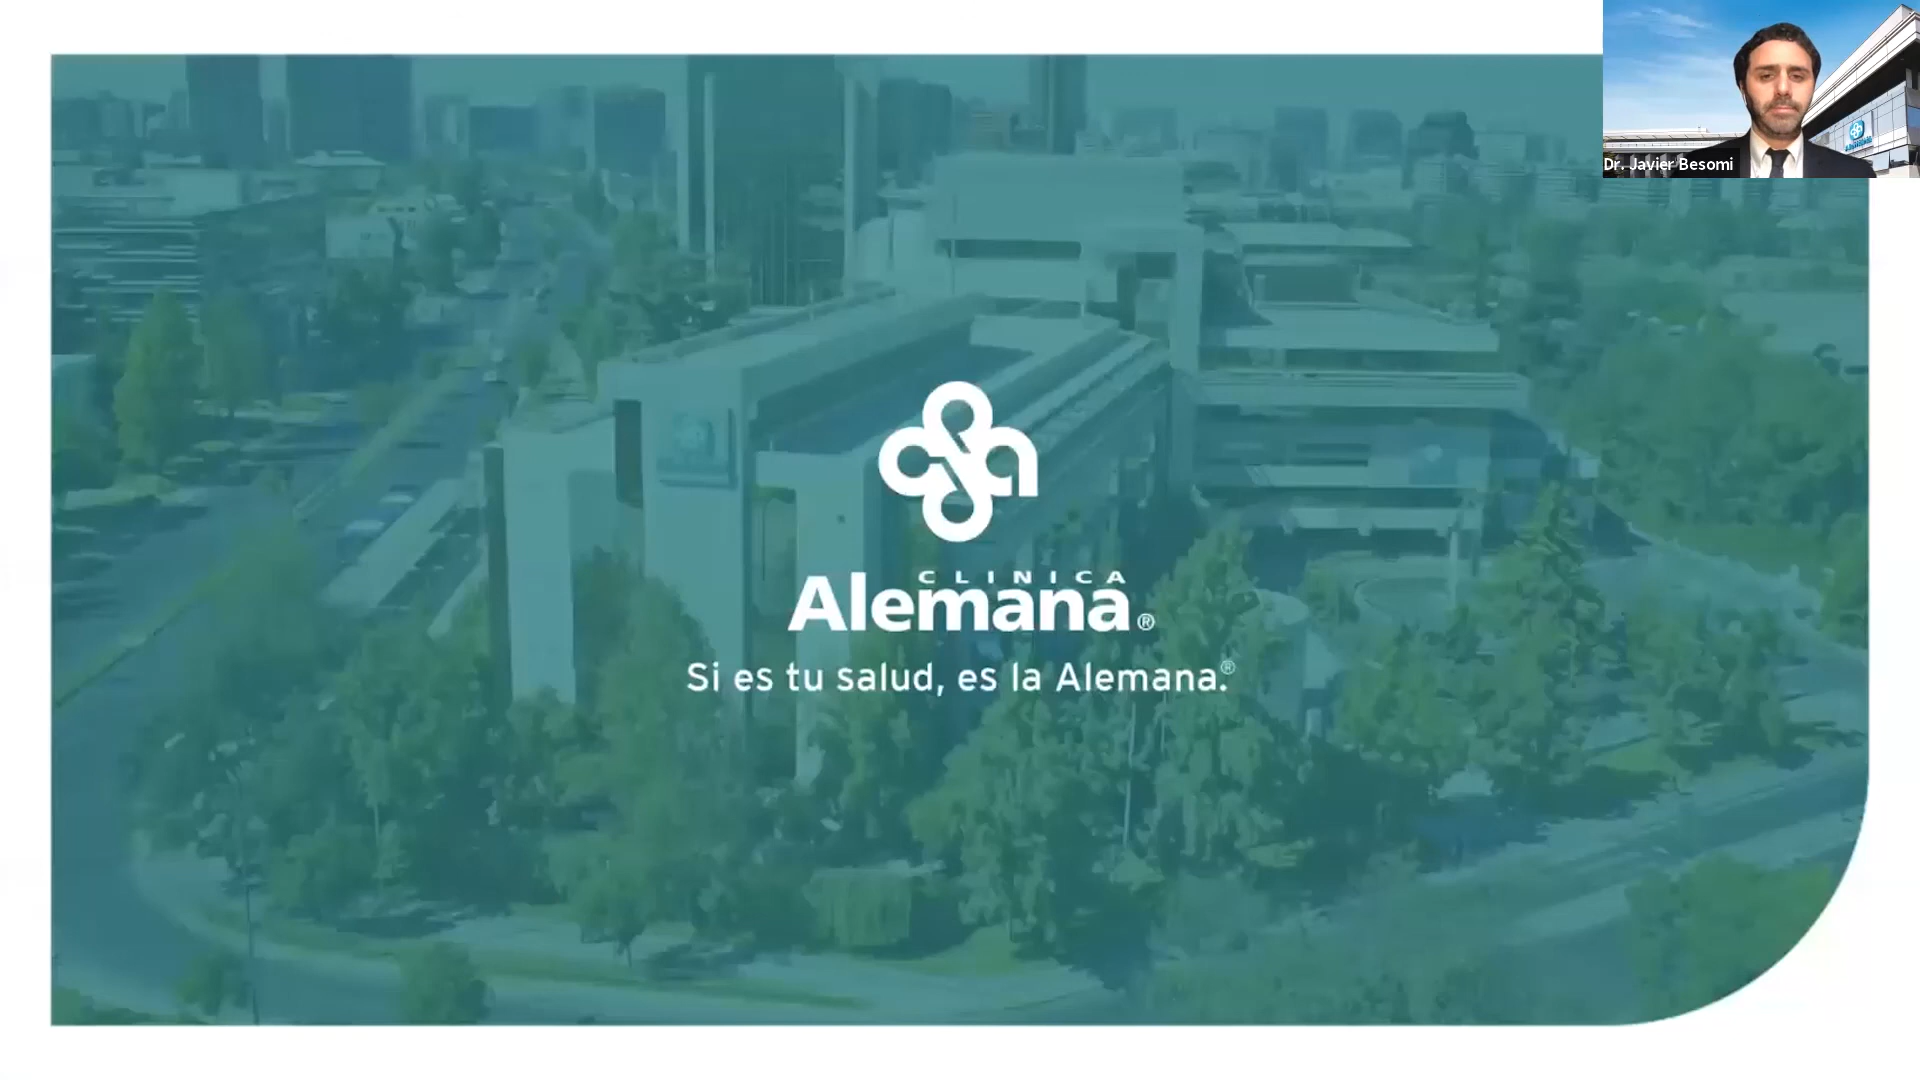 Dr. Javier Besomi
CLINICA
Alemana®
Si es tu salud, es la Alemana.®